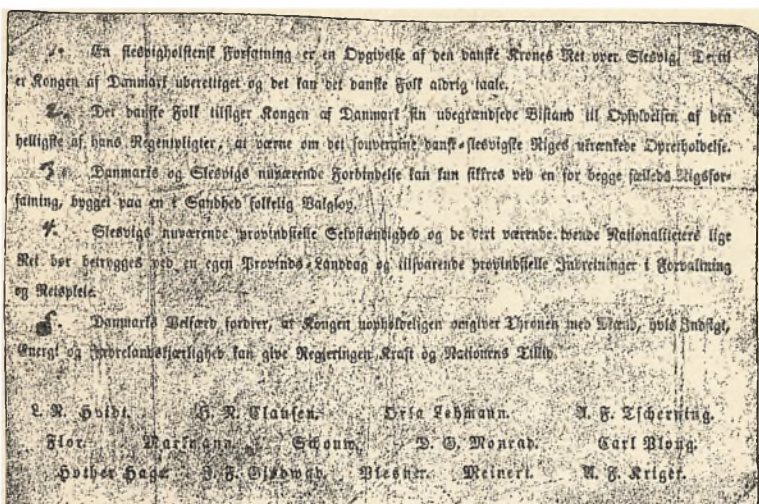 1. En slesvigholstensk Forfatning er en Opgivelse af den danske Krones Ret over Slesvig. Dertil
er Kongen af Danmark uberettiget og det kan det danske Folk aldrig taale.
2. Det danske Folk tilsiger Kongen af Danmark sin ubegrændsede Bistand til Opfyldelsen af den
helligste af hans Regentpligter, at værne om det souveraine dansk-slesvigske Riges ukrænkede Opretholdelse.
3. Danmarks og Slesvigs nuværende Forbindelse kan kun sikkres ved en for begge fælleds Rigsfor-
fatning, bygget paa en i Sandhed folkelig Valglov.
4. Slesvigs nuværende provindsielle Selvstændighed og de dert værende tvende Nationaliteters lige
Ret bør betrygges ved en egen Provinds-Landdag og tilsvarende provindsielle Indretninger i Forvaltning
og Retspleie.
5. Danmarks Velfærd fordrer, at Kongen uopholdeligen omgiver Thronen med Mænd, hvis Indsigt,
Energi og Fædrelandskjærlighed kan give Regjeringen Kraft og Nationens Tillid.
L. N. Hvidt. H. N. Clausen. Orla Lehmann. A. F. Tscherning.
Flor. Schouw. D. G. Monrad. Carl Ploug.
Hother Hage. J. F. Gjødwad. Meinert. A. F. Kriger.